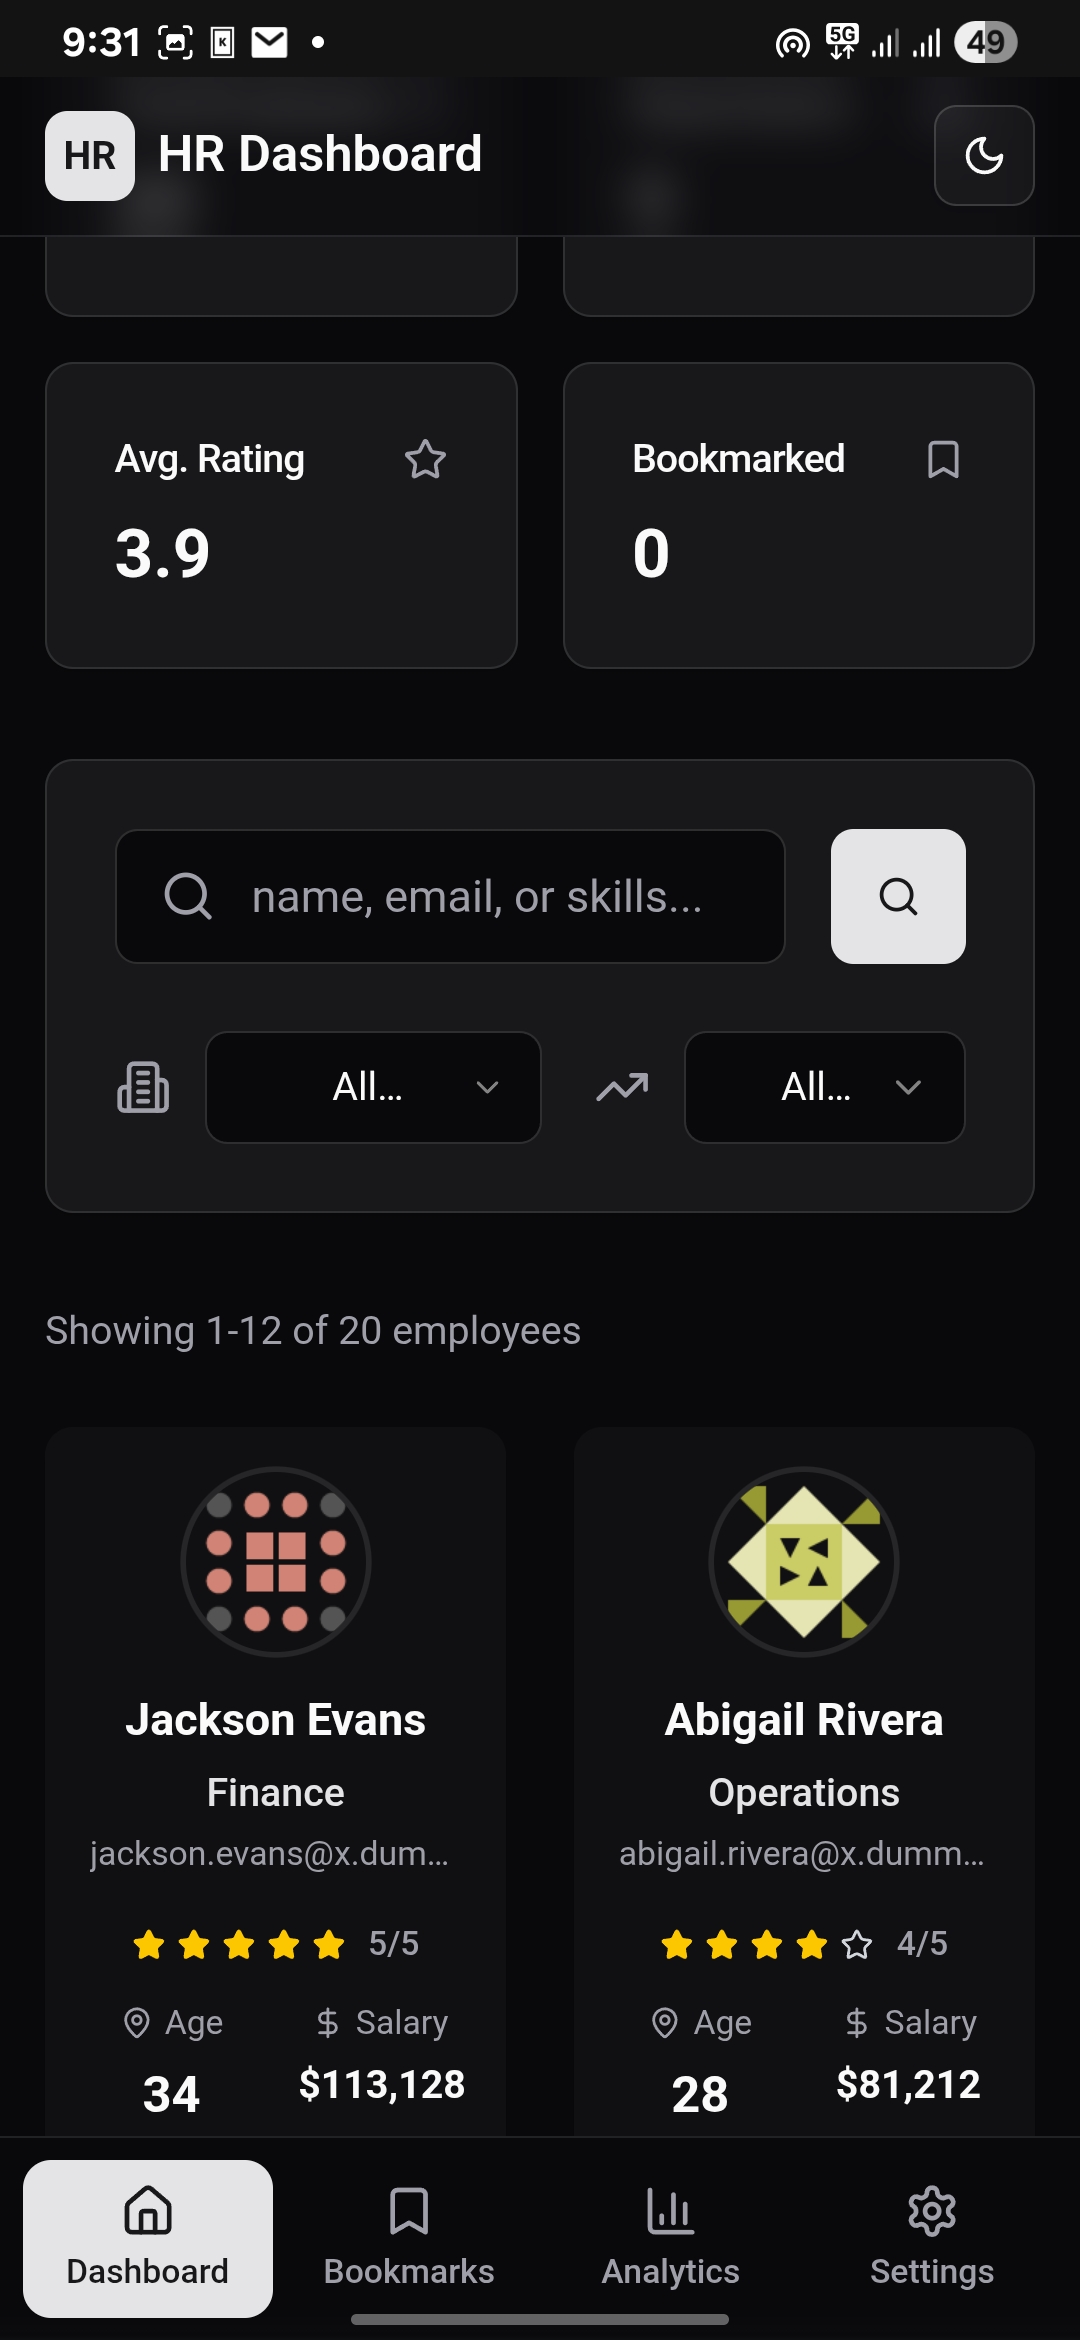 9:31 K 5G 49
HR HR Dashboard
Avg. Rating Bookmarked
3.9 0
name, email, or skills...
All... All...
Showing 1-12 of 20 employees
Jackson Evans Abigail Rivera
Finance Operations
jackson.evans@x.dum... abigail.rivera@x.dumm...
5/5 4/5
Age $ Salary Age $ Salary
34 $113,128 28 $81,212
Dashboard Bookmarks Analytics Settings